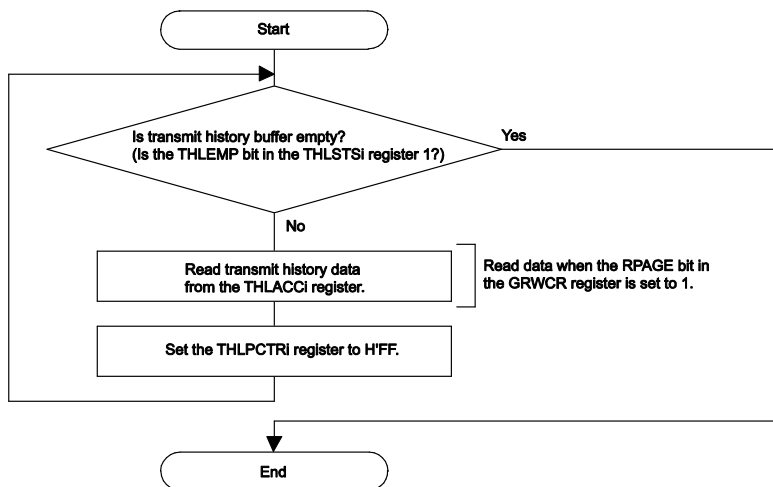 Start
Is transmit history buffer empty?
(Is the THLEMP bit in the THLSTSi register 1?)
Yes
No
Read transmit history data
from the THLACCi register.
Read data when the RPAGE bit in
the GRWCR register is set to 1.
Set the THLPCTRi register to H'FF.
End